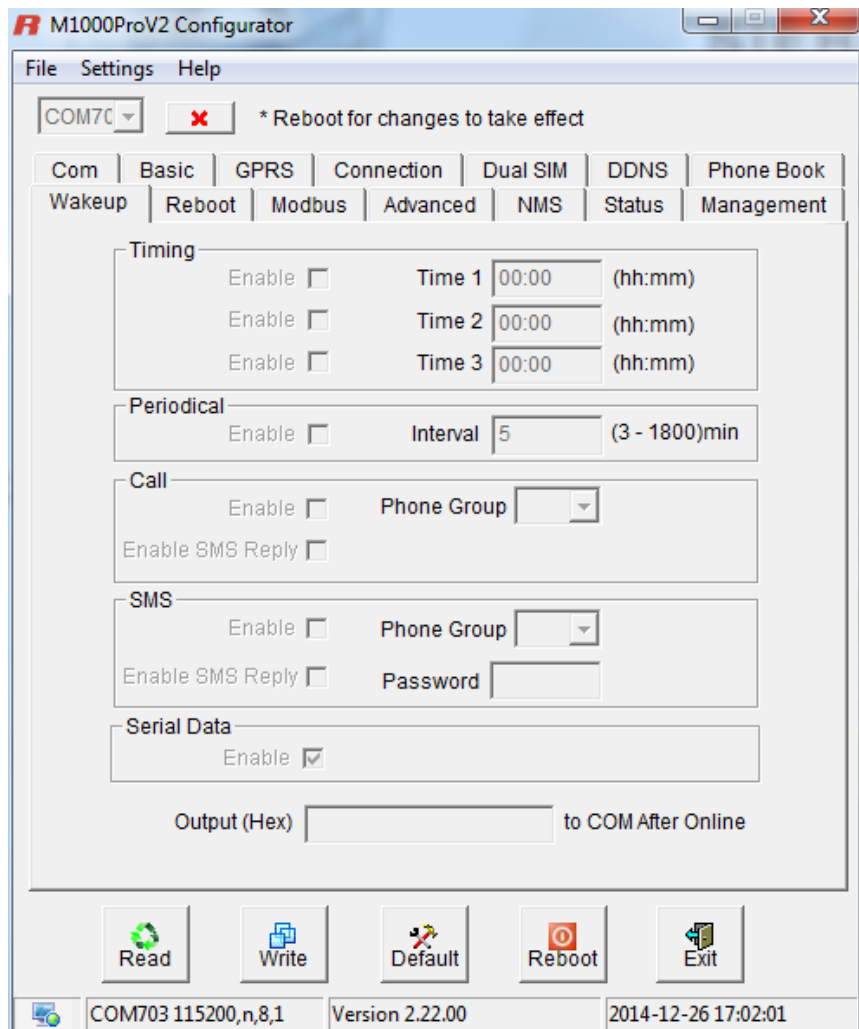 M1000ProV2 Configurator
File Settings Help
COM70 * Reboot for changes to take effect
Com Basic GPRS Connection Dual SIM DDNS Phone Book
Wakeup Reboot Modbus Advanced NMS Status Management
Timing
Enable Time 1 00:00 (hh:mm)
Enable Time 2 00:00 (hh:mm)
Enable Time 3 00:00 (hh:mm)
Periodical
Enable Interval 5 (3 - 1800)min
Call
Enable Phone Group
Enable SMS Reply
SMS
Enable Phone Group
Enable SMS Reply Password
Serial Data
Enable
Output (Hex) to COM After Online
Read Write Default Reboot Exit
COM703 115200,n,8,1 Version 2.22.00 2014-12-26 17:02:01